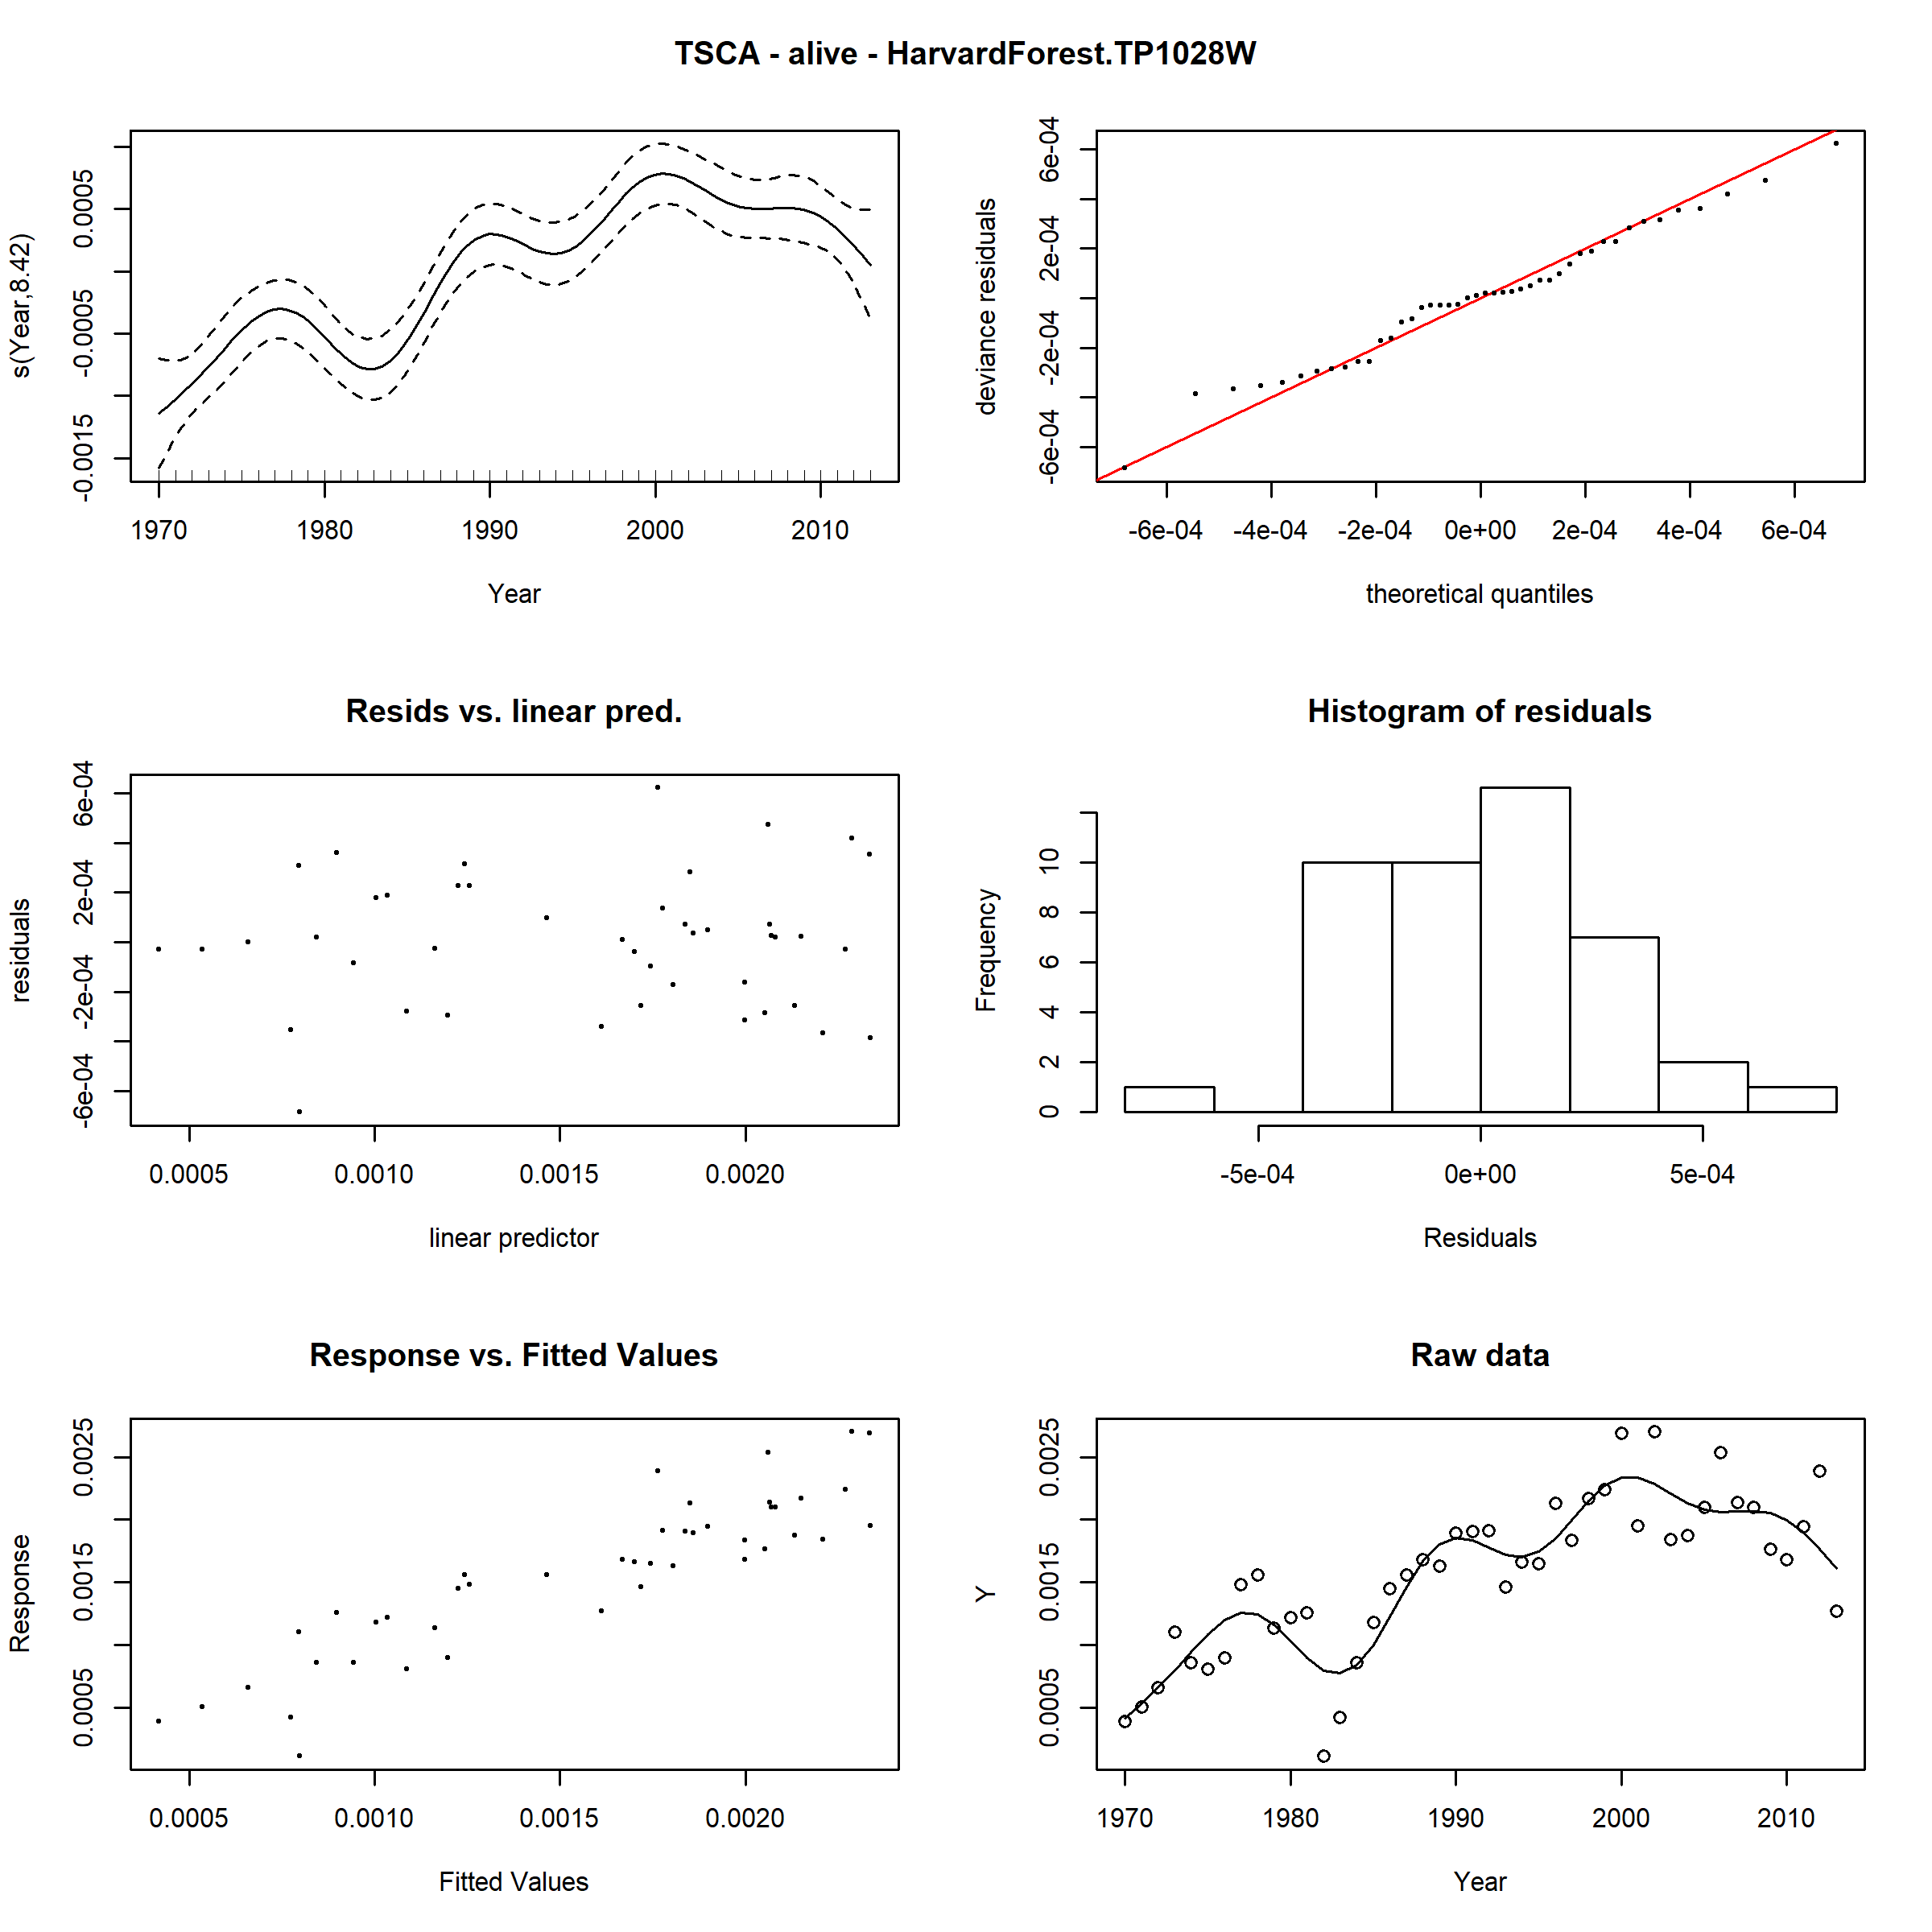 TSCA - alive - HarvardForest.TP1028W
s(Year,8.42)
0.0005
-0.0005
-0.0015
1970 1980 1990 2000 2010
Year
deviance residuals
6e-04
2e-04
-2e-04
-6e-04
-6e-04 -4e-04 -2e-04 0e+00 2e-04 4e-04 6e-04
theoretical quantiles
Resids vs. linear pred.
residuals
6e-04
2e-04
-2e-04
-6e-04
0.0005 0.0010 0.0015 0.0020
linear predictor
Histogram of residuals
Frequency
10
8
6
4
2
0
-5e-04 0e+00 5e-04
Residuals
Response vs. Fitted Values
Response
0.0025
0.0015
0.0005
0.0005 0.0010 0.0015 0.0020
Fitted Values
Raw data
Y
0.0025
0.0015
0.0005
1970 1980 1990 2000 2010
Year